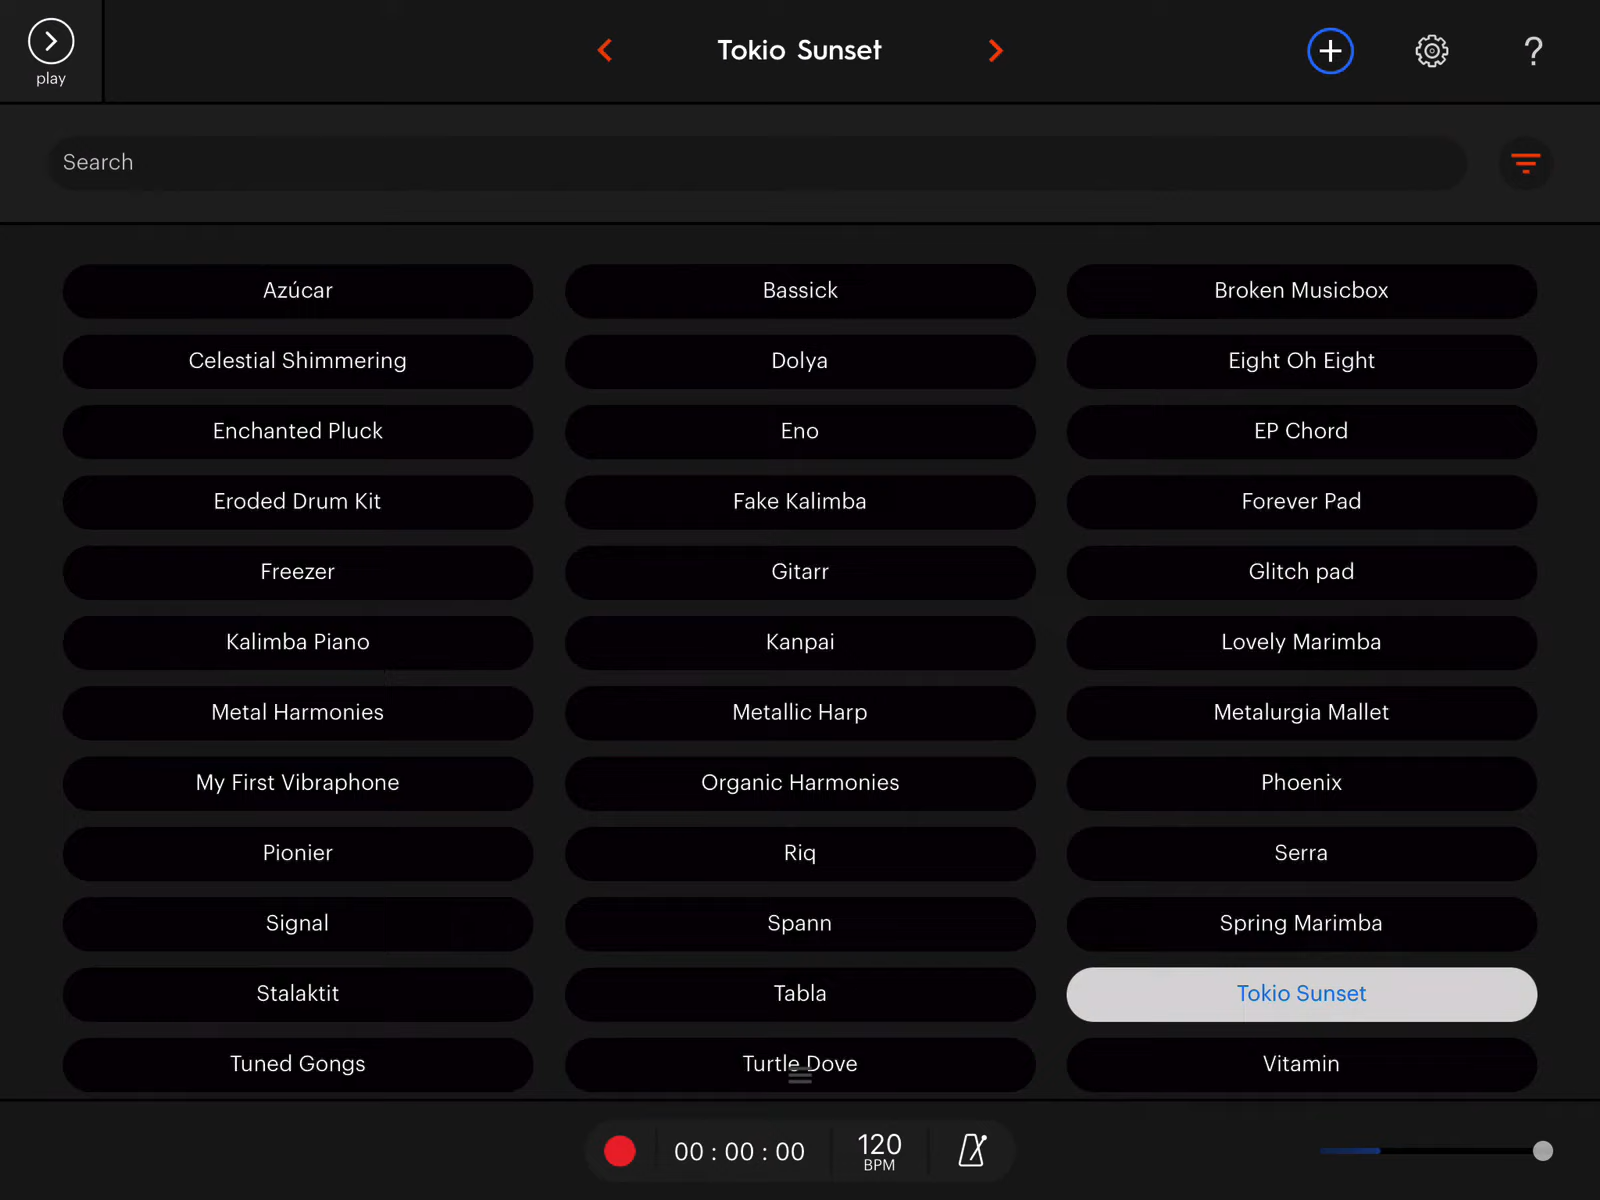 play
Tokio Sunset
?
Search
Azúcar
Bassick
Broken Musicbox
Celestial Shimmering
Dolya
Eight Oh Eight
Enchanted Pluck
Eno
EP Chord
Eroded Drum Kit
Fake Kalimba
Forever Pad
Freezer
Gitarr
Glitch pad
Kalimba Piano
Kanpai
Lovely Marimba
Metal Harmonies
Metallic Harp
Metalurgia Mallet
My First Vibraphone
Organic Harmonies
Phoenix
Pionier
Riq
Serra
Signal
Spann
Spring Marimba
Stalaktit
Tabla
Tokio Sunset
Tuned Gongs
Turtle Dove
Vitamin
00 : 00 : 00
120
BPM